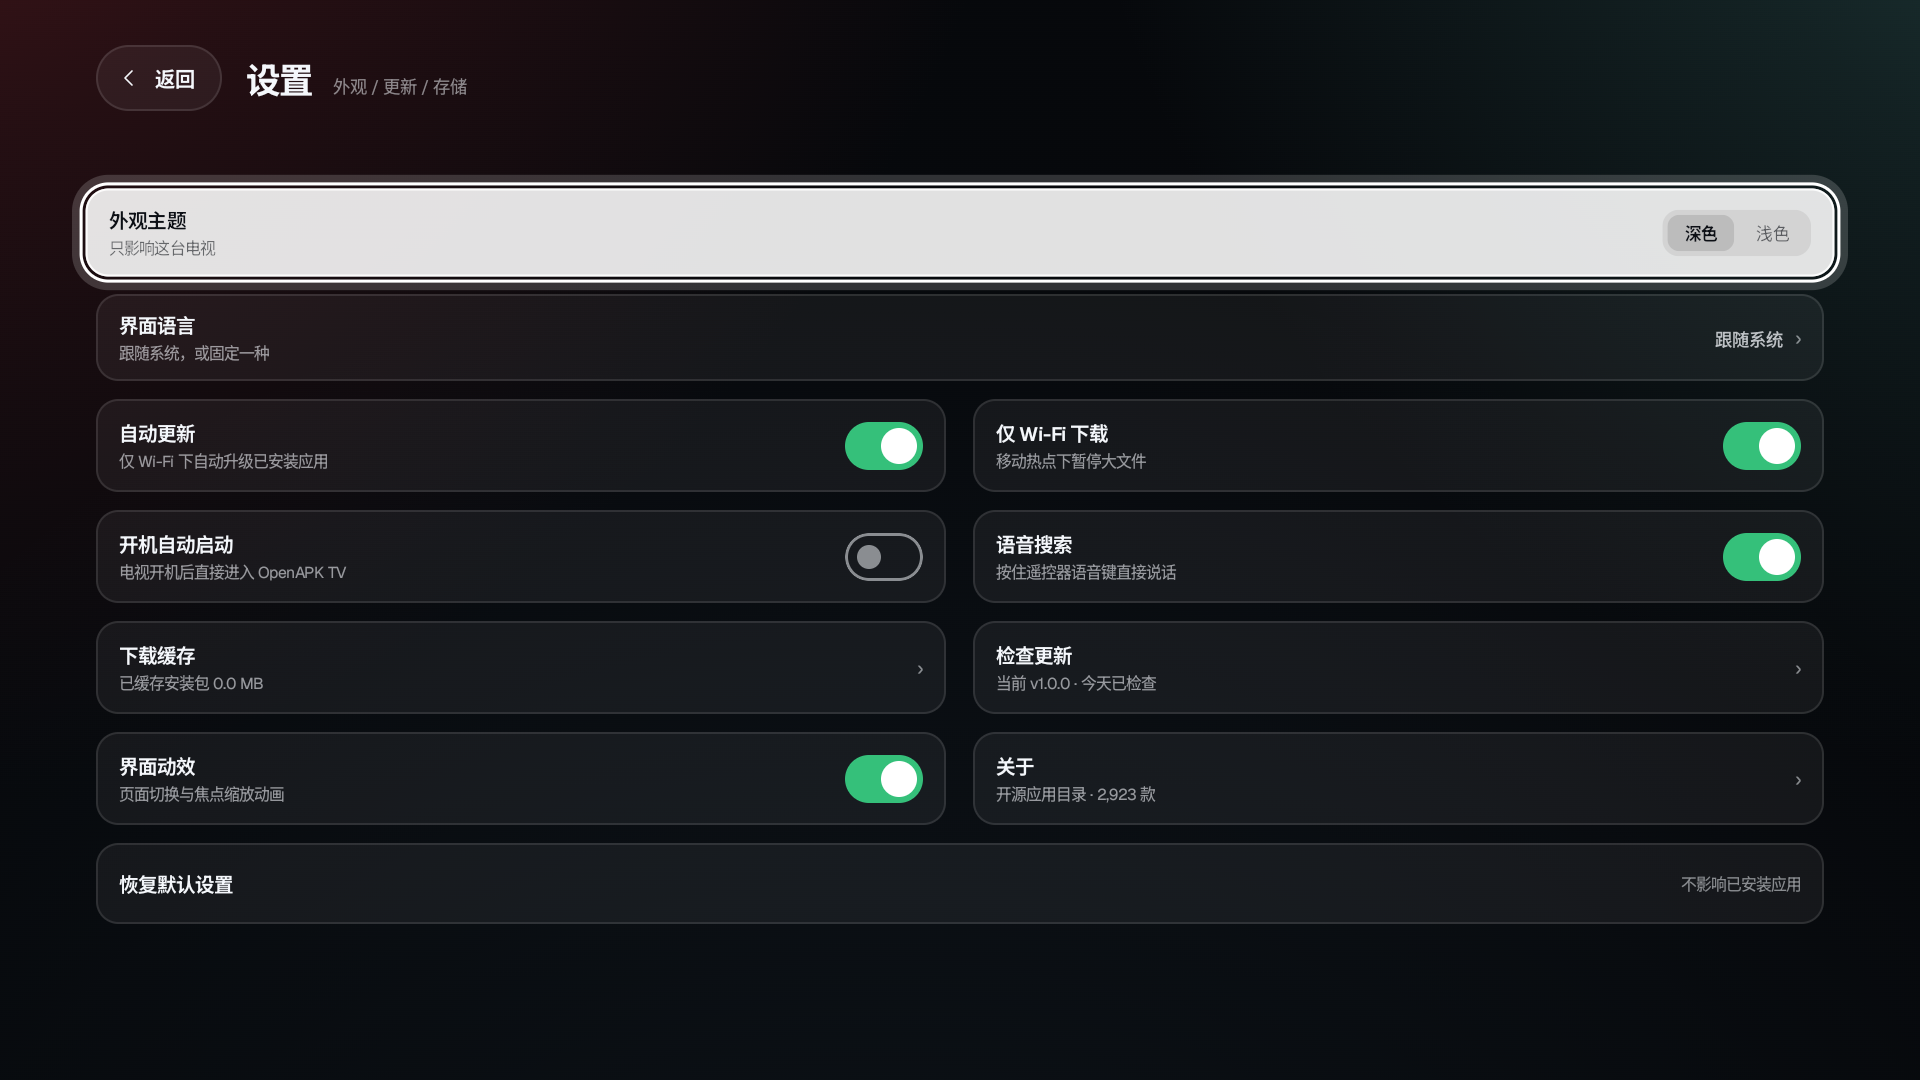 返回
设置
外观 / 更新 / 存储
外观主题
只影响这台电视
深色
浅色
界面语言
跟随系统，或固定一种
跟随系统
自动更新
仅 Wi-Fi 下自动升级已安装应用
仅 Wi-Fi 下载
移动热点下暂停大文件
开机自动启动
电视开机后直接进入 OpenAPK TV
语音搜索
按住遥控器语音键直接说话
下载缓存
已缓存安装包 0.0 MB
检查更新
当前 v1.0.0 · 今天已检查
界面动效
页面切换与焦点缩放动画
关于
开源应用目录 · 2,923 款
恢复默认设置
不影响已安装应用